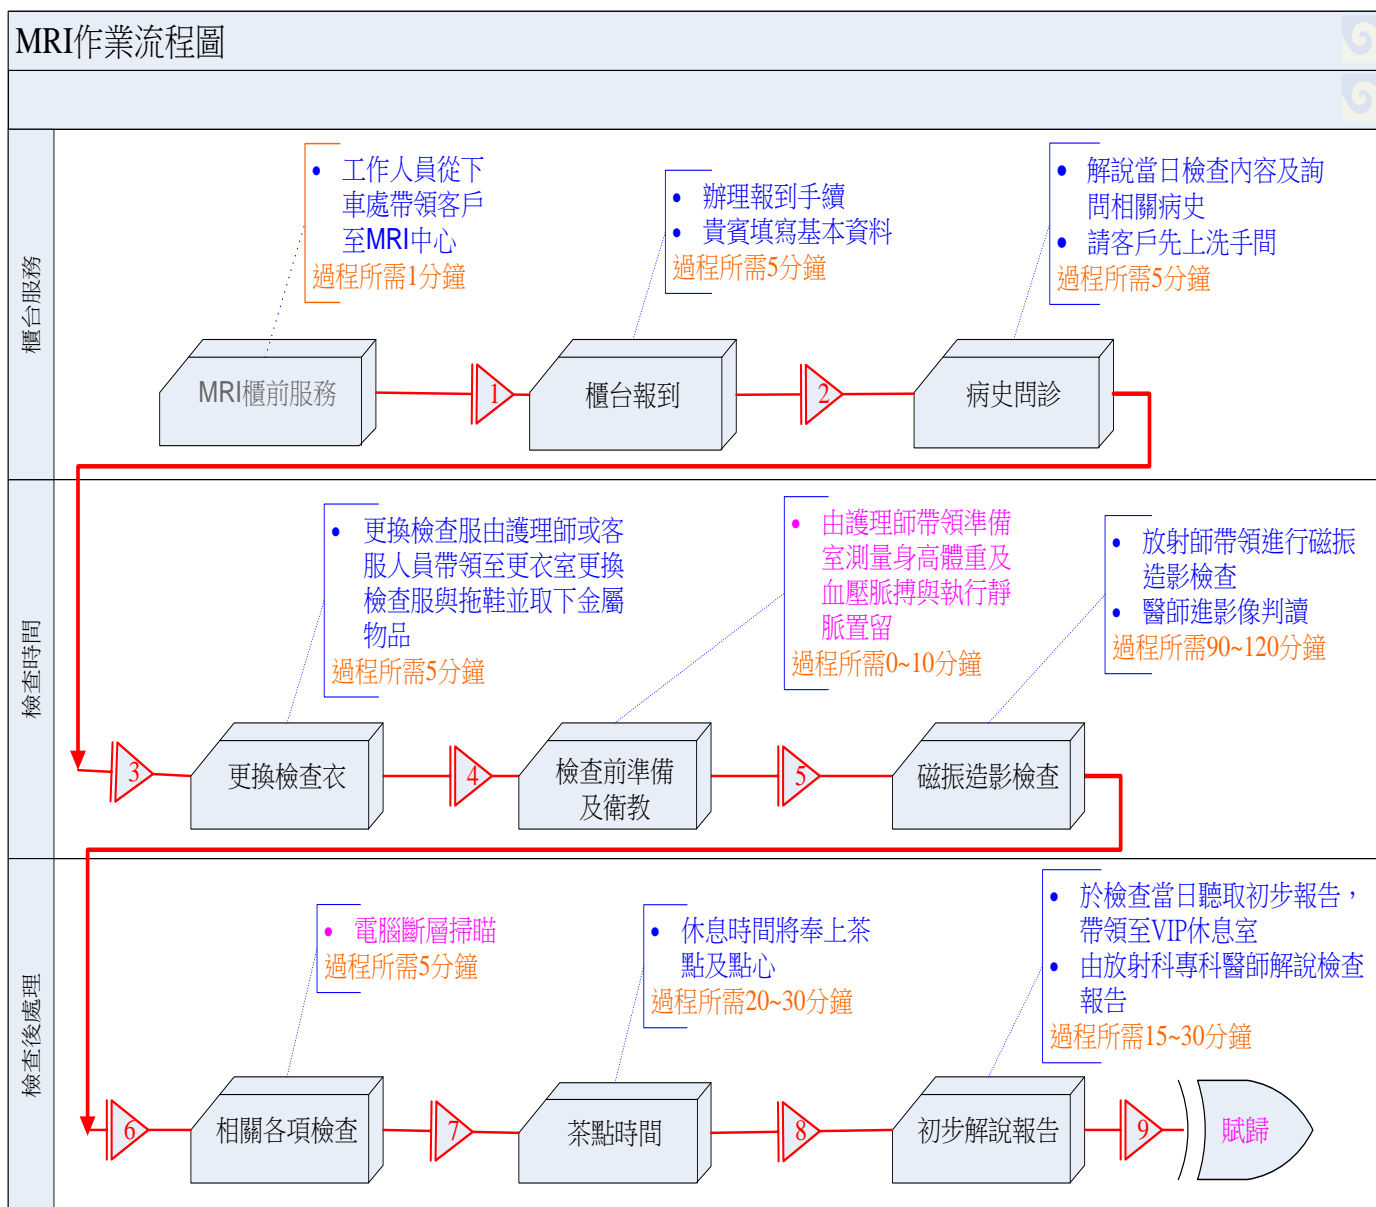 MRI作業流程圖
櫃台服務
• 工作人員從下
車處帶領客戶
至MRI中心
過程所需1分鐘
• 辦理報到手續
• 貴賓填寫基本資料
過程所需5分鐘
• 解說當日檢查內容及詢
問相關病史
• 請客戶先上洗手間
過程所需5分鐘
MRI櫃前服務
1
櫃台報到
2
病史問診
檢查時間
• 更換檢查服由護理師或客
服人員帶領至更衣室更換
檢查服與拖鞋並取下金屬
物品
過程所需5分鐘
• 由護理師帶領準備
室測量身高體重及
血壓脈搏與執行靜
脈置留
過程所需0~10分鐘
• 放射師帶領進行磁振
造影檢查
• 醫師進影像判讀
過程所需90~120分鐘
3
更換檢查衣
4
檢查前準備
及衛教
5
磁振造影檢查
檢查後處理
• 電腦斷層掃瞄
過程所需5分鐘
• 休息時間將奉上茶
點及點心
過程所需20~30分鐘
• 於檢查當日聽取初步報告，
帶領至VIP休息室
• 由放射科專科醫師解說檢查
報告
過程所需15~30分鐘
6
相關各項檢查
7
茶點時間
8
初步解說報告
9
賦歸